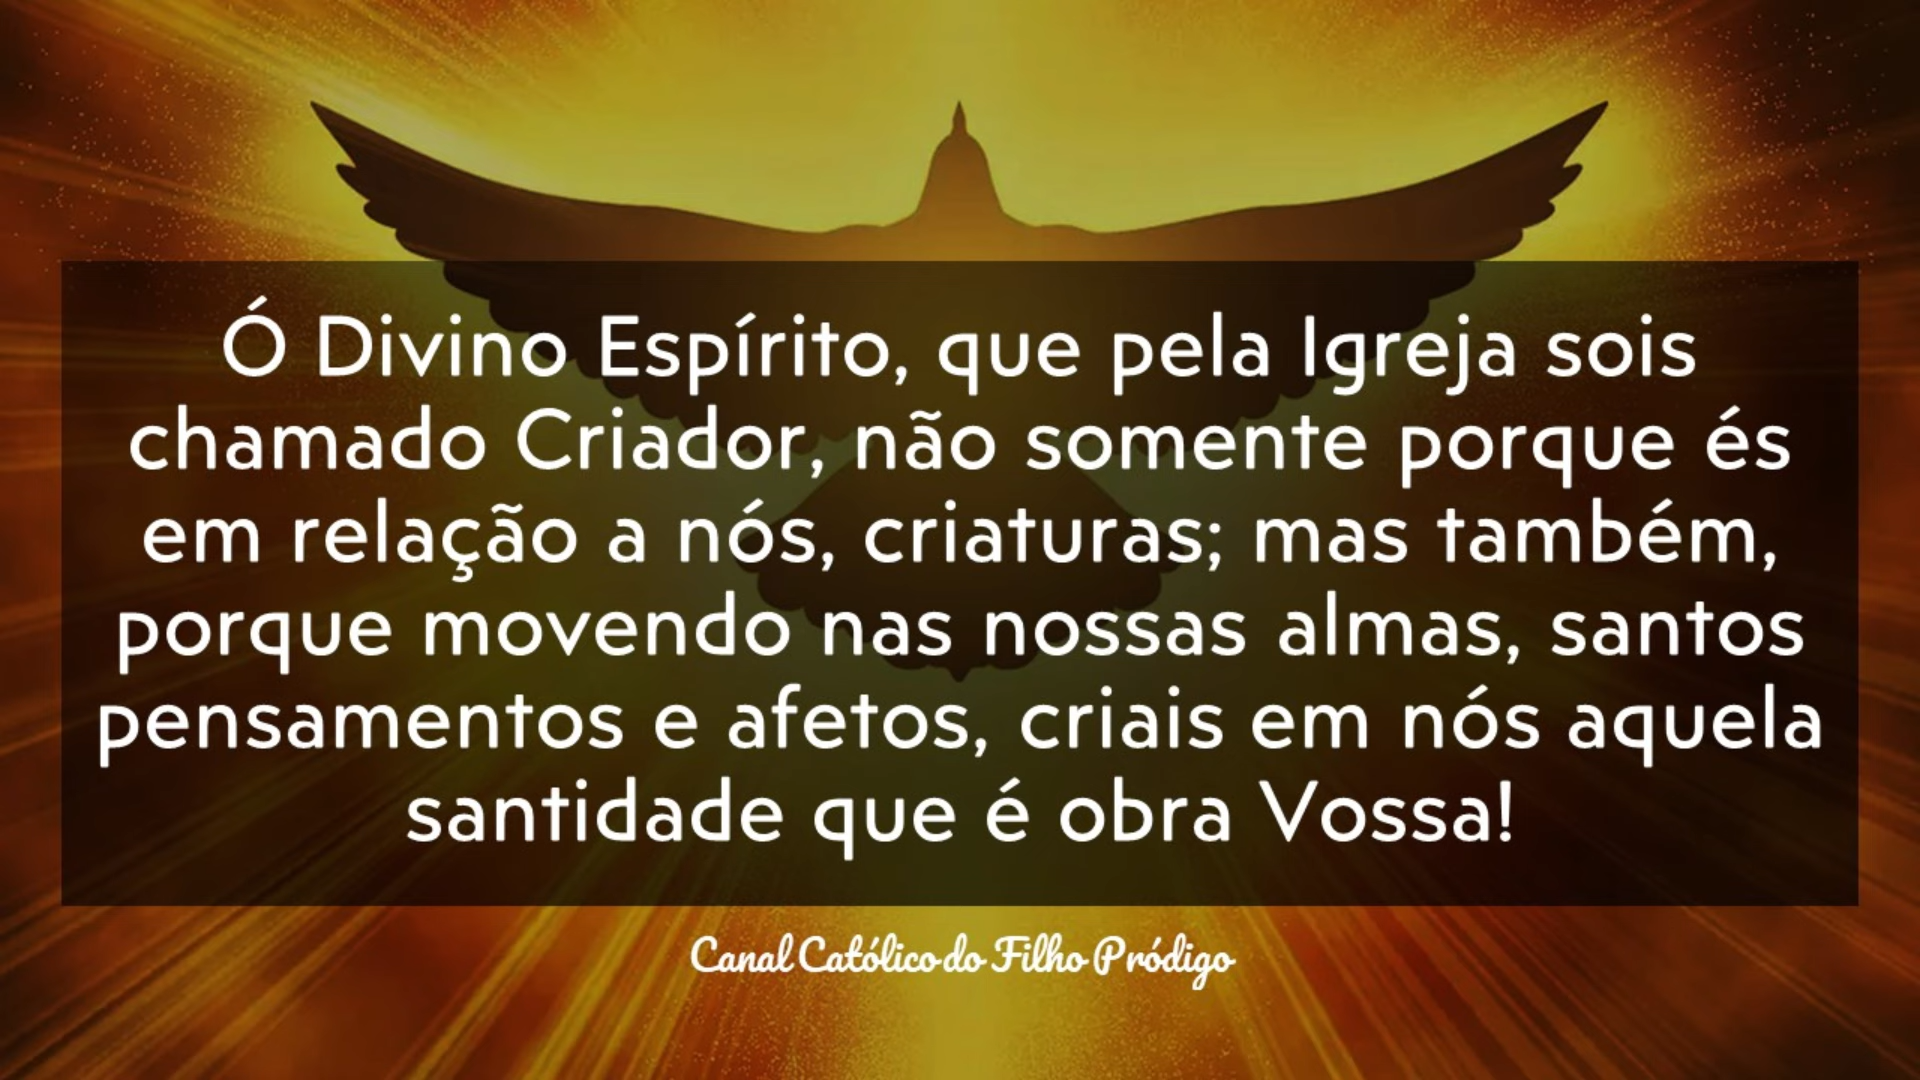 Ó Divino Espírito, que pela Igreja sois
chamado Criador, não somente porque és
em relação a nós, criaturas; mas também,
porque movendo nas nossas almas, santos
pensamentos e afetos, criais em nós aquela
santidade que é obra Vossa!
Canal Católico do Filho Pródigo